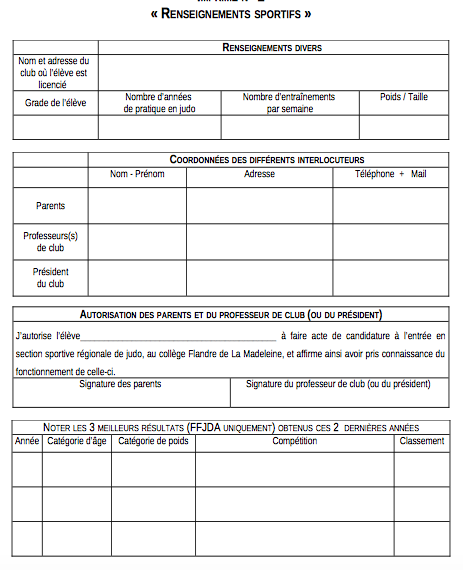 « RENSEIGNEMENTS SPORTIFS »
RENSEIGNEMENTS DIVERS
Nom et adresse du
club où l'élève est
licencié
Grade de l'élève
Nombre d'années
de pratique en judo
Nombre d'entraînements
par semaine
Poids / Taille
COORDONNÉES DES DIFFÉRENTS INTERLOCUTEURS
Nom - Prénom
Adresse
Téléphone + Mail
Parents
Professeurs(s)
de club
Président
du club
AUTORISATION DES PARENTS ET DU PROFESSEUR DE CLUB (OU DU PRÉSIDENT)
J'autorise l'élève________________________________________ à faire acte de candidature à l'entrée en
section sportive régionale de judo, au collège Flandre de La Madeleine, et affirme ainsi avoir pris connaissance du
fonctionnement de celle-ci.
Signature des parents
Signature du professeur de club (ou du président)
NOTER LES 3 MEILLEURS RÉSULTATS (FFJDA UNIQUEMENT) OBTENUS CES 2 DERNIÈRES ANNÉES
Année
Catégorie d'âge
Catégorie de poids
Compétition
Classement